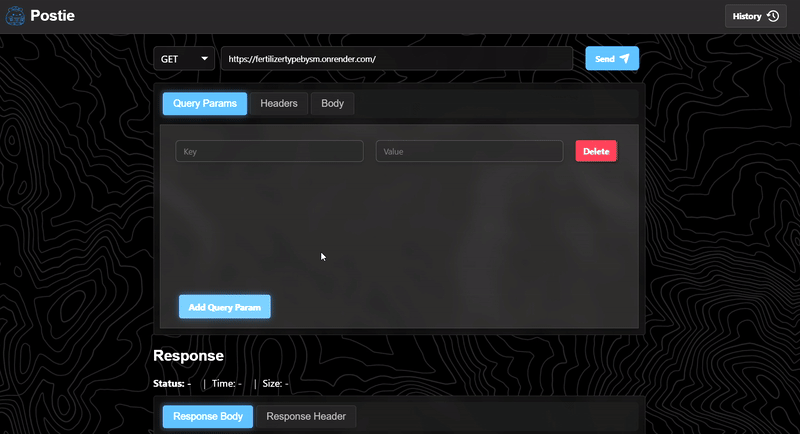 Postie
History
GET
https://fertilizertypebysm.onrender.com/
Send
Query Params
Headers
Body
Key
Value
Delete
Add Query Param
Response
Status: - | Time: - | Size: -
Response Body
Response Header